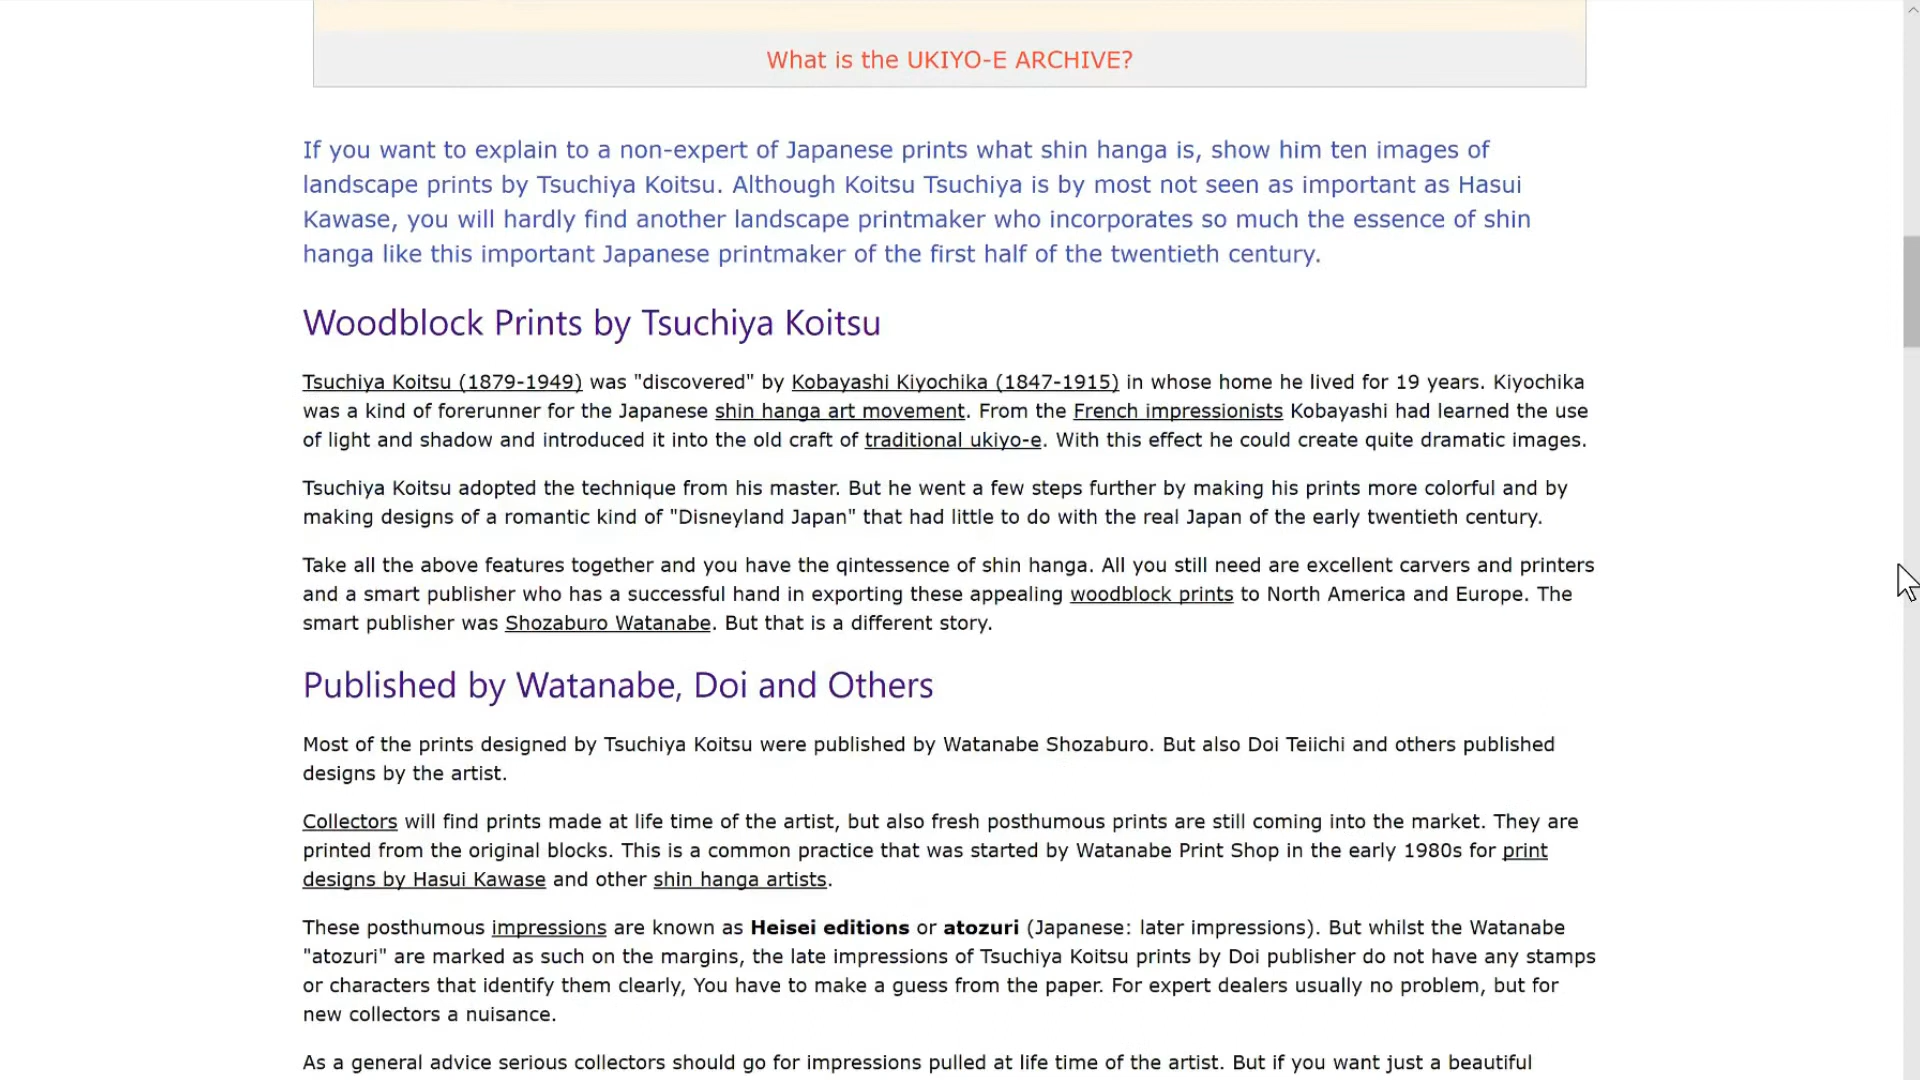 What is the UKIYO-E ARCHIVE?
If you want to explain to a non-expert of Japanese prints what shin hanga is, show him ten images of
landscape prints by Tsuchiya Koitsu. Although Koitsu Tsuchiya is by most not seen as important as Hasui
Kawase, you will hardly find another landscape printmaker who incorporates so much the essence of shin
hanga like this important Japanese printmaker of the first half of the twentieth century.
Woodblock Prints by Tsuchiya Koitsu
Tsuchiya Koitsu (1879-1949) was "discovered" by Kobayashi Kiyochika (1847-1915) in whose home he lived for 19 years. Kiyochika
was a kind of forerunner for the Japanese shin hanga art movement. From the French impressionists Kobayashi had learned the use
of light and shadow and introduced it into the old craft of traditional ukiyo-e. With this effect he could create quite dramatic images.
Tsuchiya Koitsu adopted the technique from his master. But he went a few steps further by making his prints more colorful and by
making designs of a romantic kind of "Disneyland Japan" that had little to do with the real Japan of the early twentieth century.
Take all the above features together and you have the qintessence of shin hanga. All you still need are excellent carvers and printers
and a smart publisher who has a successful hand in exporting these appealing woodblock prints to North America and Europe. The
smart publisher was Shozaburo Watanabe. But that is a different story.
Published by Watanabe, Doi and Others
Most of the prints designed by Tsuchiya Koitsu were published by Watanabe Shozaburo. But also Doi Teiichi and others published
designs by the artist.
Collectors will find prints made at life time of the artist, but also fresh posthumous prints are still coming into the market. They are
printed from the original blocks. This is a common practice that was started by Watanabe Print Shop in the early 1980s for print
designs by Hasui Kawase and other shin hanga artists.
These posthumous impressions are known as Heisei editions or atozuri (Japanese: later impressions). But whilst the Watanabe
"atozuri" are marked as such on the margins, the late impressions of Tsuchiya Koitsu prints by Doi publisher do not have any stamps
or characters that identify them clearly, You have to make a guess from the paper. For expert dealers usually no problem, but for
new collectors a nuisance.
As a general advice serious collectors should go for impressions pulled at life time of the artist. But if you want just a beautiful